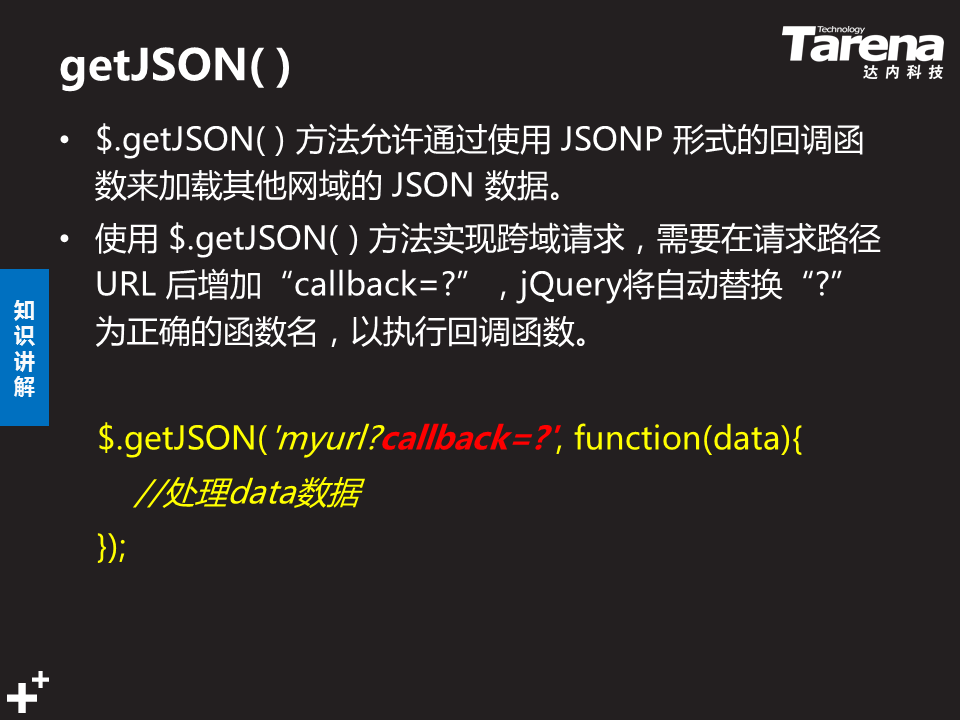 getJSON( )
Technology
Tarena
达内科技
• $.getJSON( ) 方法允许通过使用 JSONP 形式的回调函
数来加载其他网域的 JSON 数据。
• 使用 $.getJSON( ) 方法实现跨域请求，需要在请求路径
URL 后增加“callback=?”，jQuery将自动替换“?”
为正确的函数名，以执行回调函数。
知
识
讲
解
$.getJSON('myurl?callback=?', function(data){
//处理data数据
});